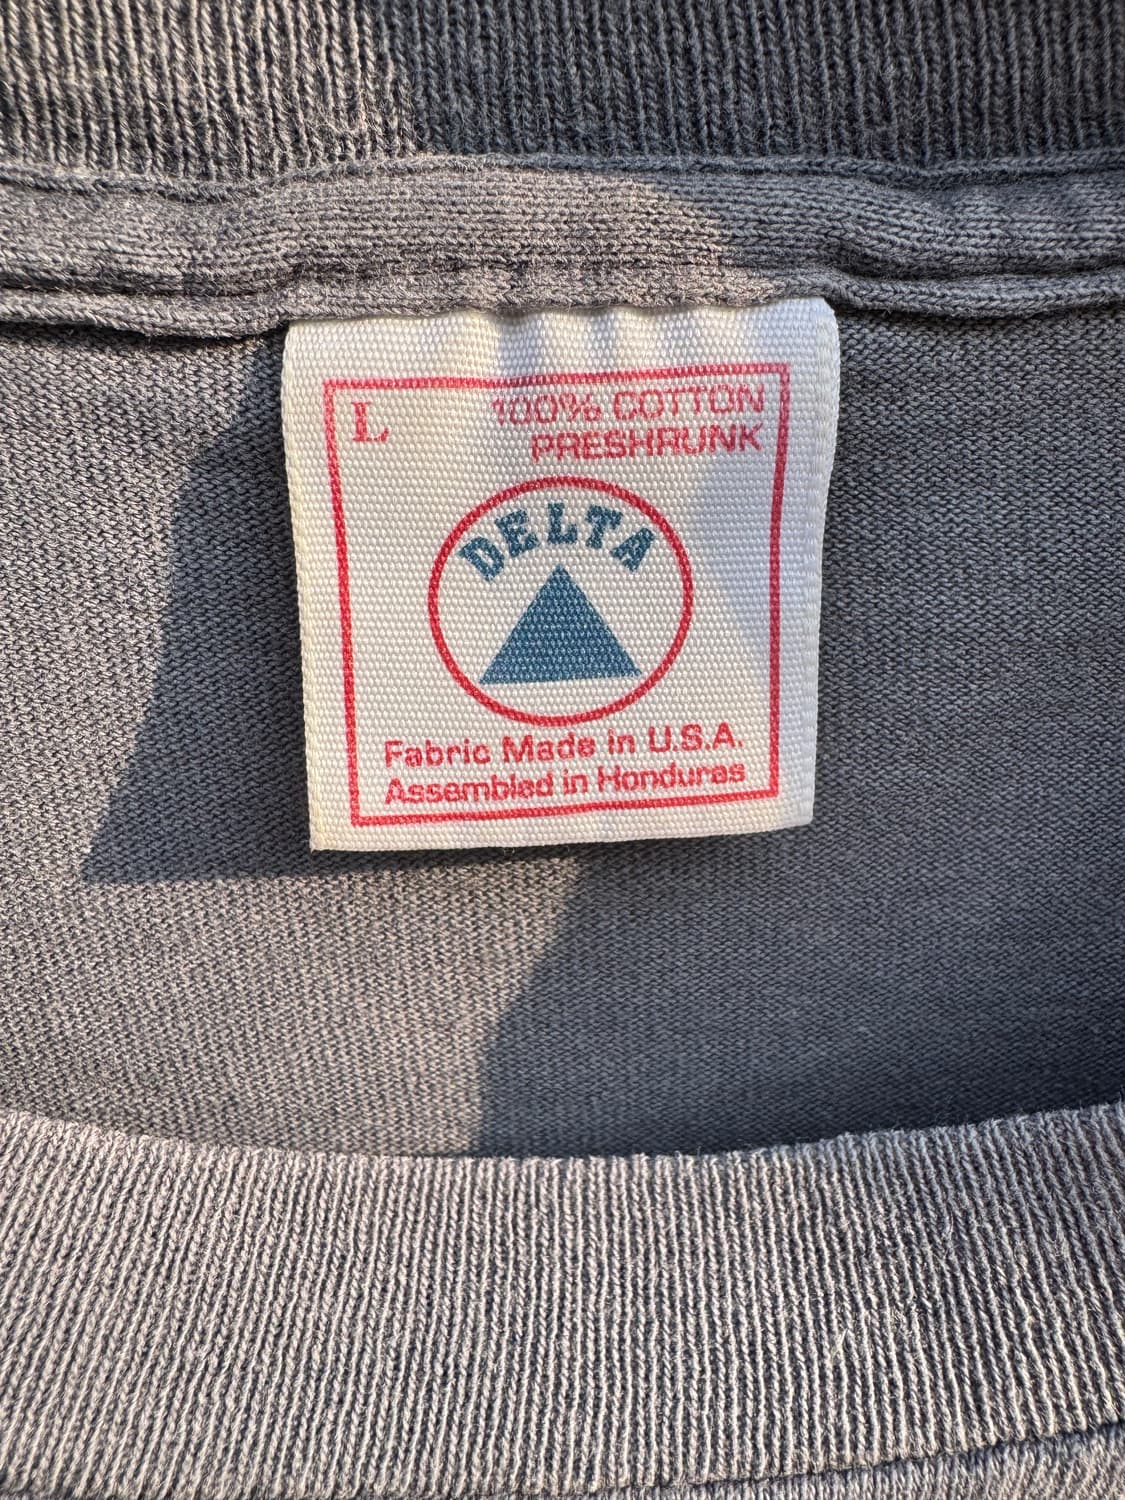 L
100% COTTON
PRESHRUNK
DELTA
Fabric Made in U.S.A.
Assembled in Honduras